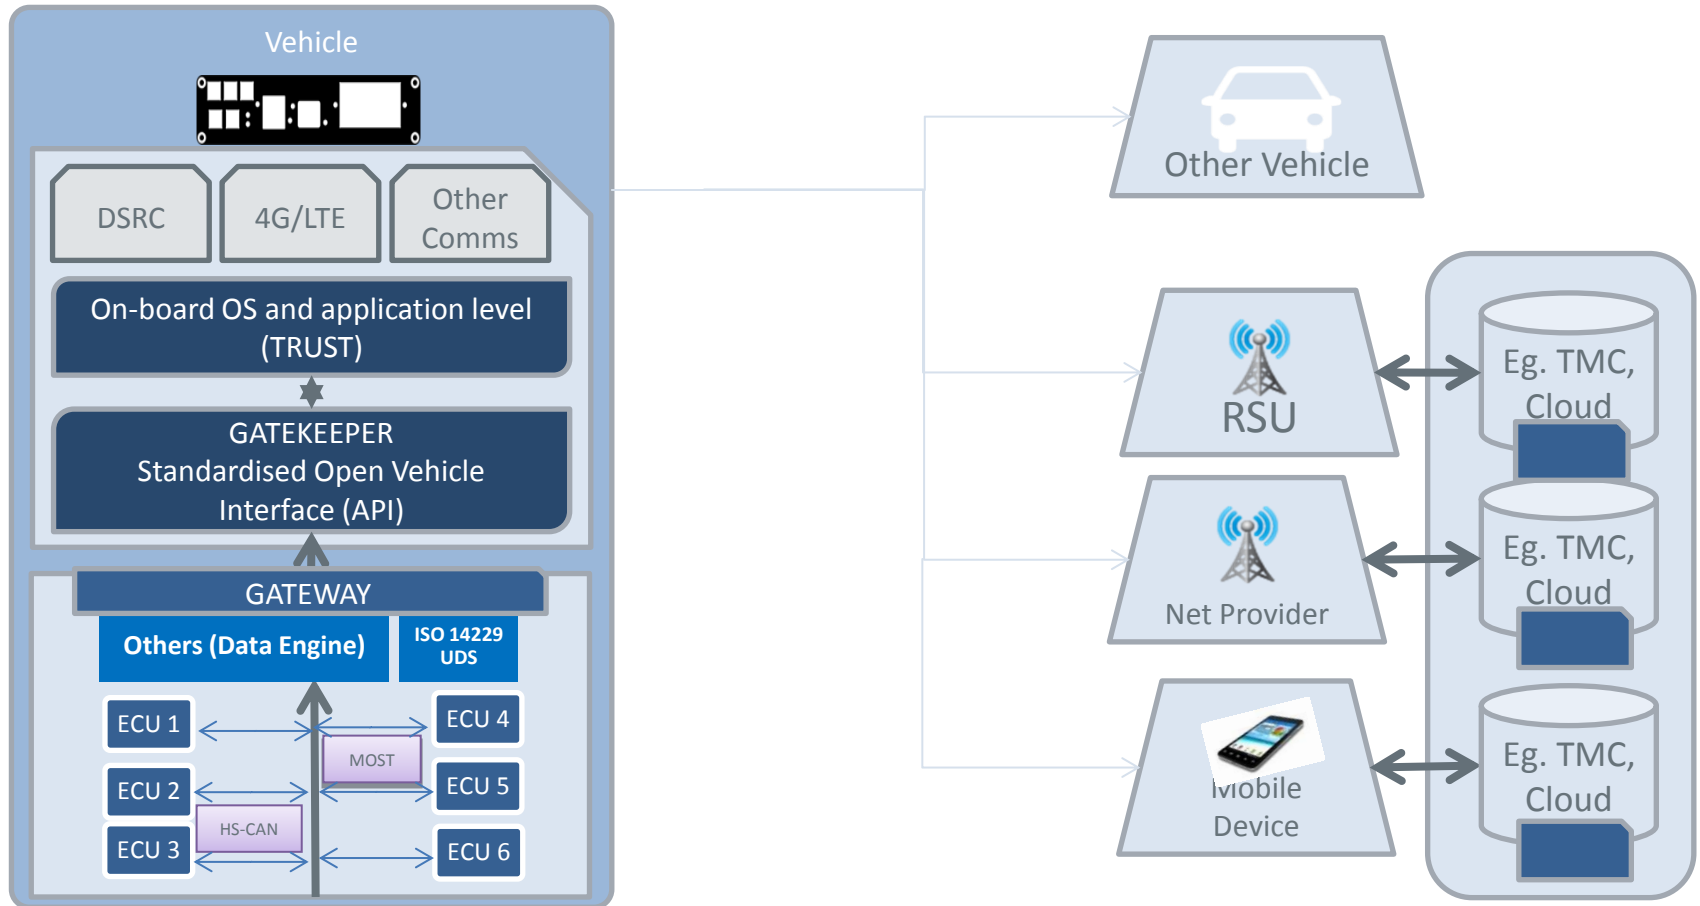 Vehicle
DSRC
4G/LTE
Other
Comms
On-board OS and application level
(TRUST)
GATEKEEPER
Standardised Open Vehicle
Interface (API)
GATEWAY
Others (Data Engine)
ISO 14229
UDS
ECU 1
ECU 4
MOST
ECU 2
ECU 5
HS-CAN
ECU 3
ECU 6
Other Vehicle
RSU
Eg. TMC,
Cloud
Net Provider
Eg. TMC,
Cloud
Mobile
Device
Eg. TMC,
Cloud